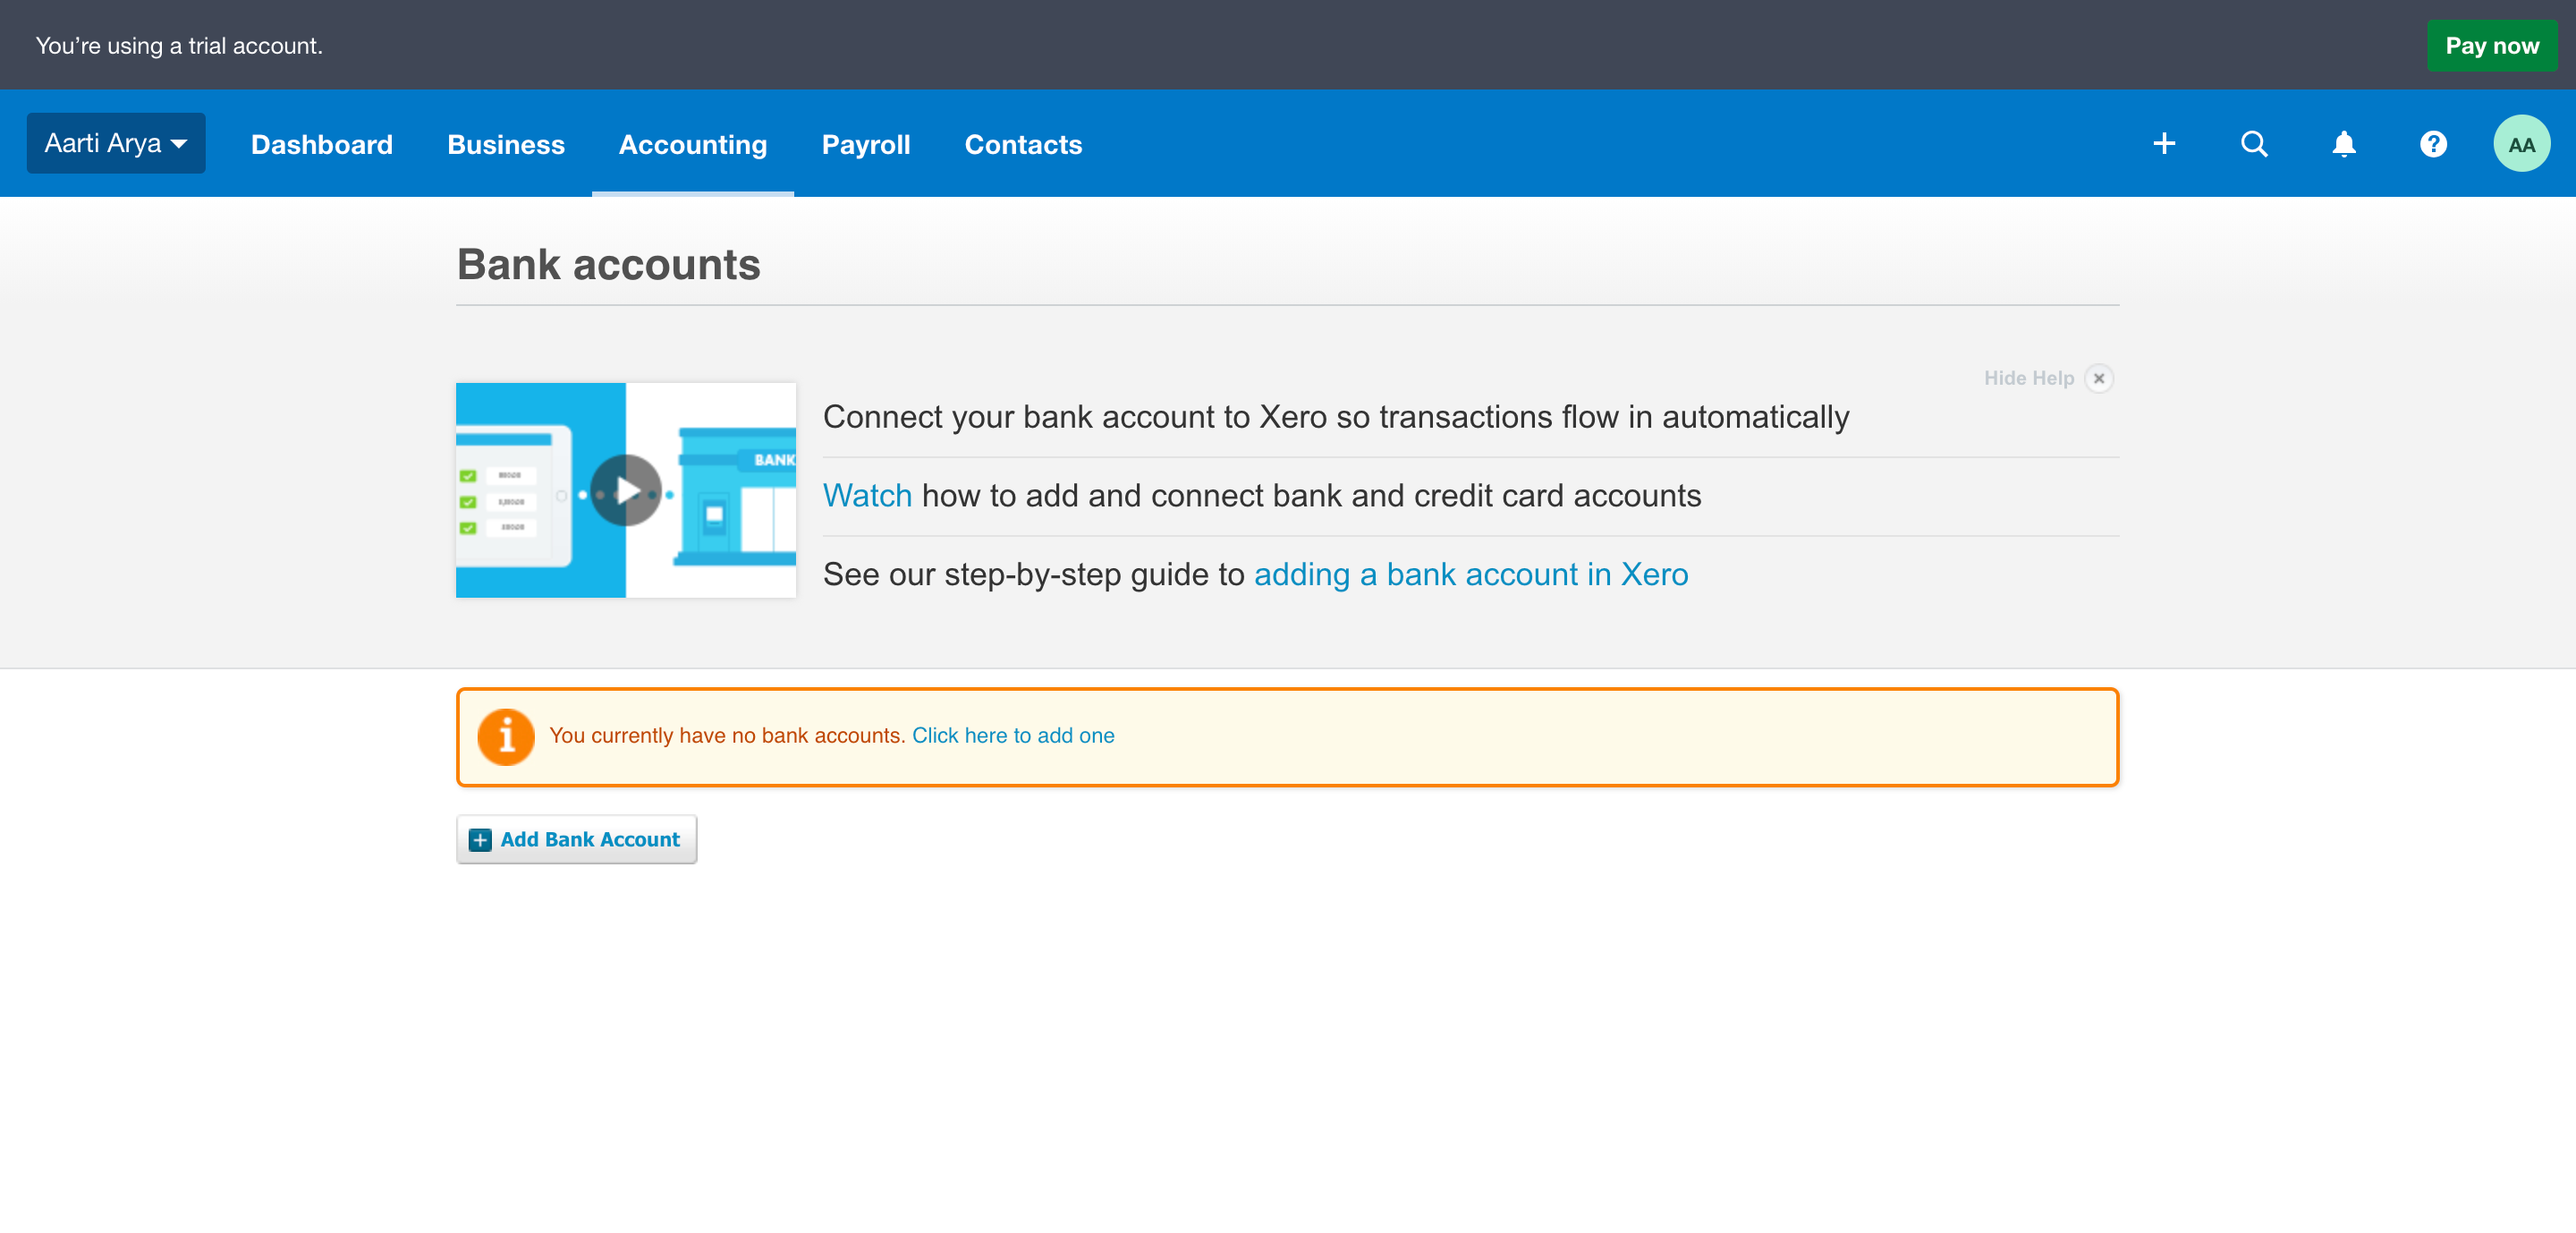 You’re using a trial account.
Pay now
Aarti Arya
Dashboard
Business
Accounting
Payroll
Contacts
AA
Bank accounts
Hide Help
Connect your bank account to Xero so transactions flow in automatically
BANK
Watch how to add and connect bank and credit card accounts
See our step-by-step guide to adding a bank account in Xero
You currently have no bank accounts. Click here to add one
Add Bank Account